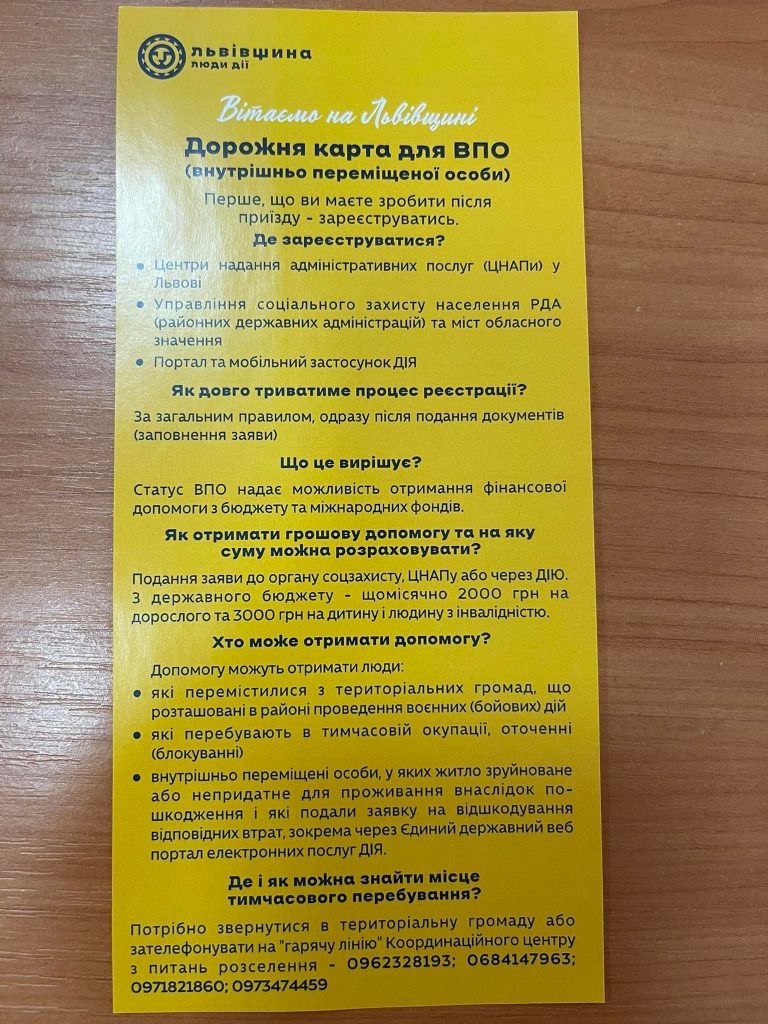 львівщина
люди дії
Вітаємо на Львівщині
Дорожня карта для ВПО
(внутрішньо переміщеної особи)
Перше, що ви маєте зробити після
приїзду - зареєструватись.
Де зареєструватися?
• Центри надання адміністративних послуг (ЦНАПи) у
Львові
• Управління соціального захисту населення РДА
(районних державних адміністрацій) та міст обласного
значення
• Портал та мобільний застосунок ДІЯ
Як довго триватиме процес реєстрації?
За загальним правилом, одразу після подання документів
(заповнення заяви)
Що це вирішує?
Статус ВПО надає можливість отримання фінансової
допомоги з бюджету та міжнародних фондів.
Як отримати грошову допомогу та на яку
суму можна розраховувати?
Подання заяви до органу соцзахисту, ЦНАПу або через ДІЮ.
З державного бюджету - щомісячно 2000 грн на
дорослого та 3000 грн на дитину і людину з інвалідністю.
Хто може отримати допомогу?
Допомогу можуть отримати люди:
• які перемістилися з територіальних громад, що
розташовані в районі проведення воєнних (бойових) дій
• які перебувають в тимчасовій окупації, оточенні
(блокуванні)
• внутрішньо переміщені особи, у яких житло зруйноване
або непридатне для проживання внаслідок по-
шкодження і які подали заявку на відшкодування
відповідних втрат, зокрема через Єдиний державний веб
портал електронних послуг ДІЯ.
Де і як можна знайти місце
тимчасового перебування?
Потрібно звернутися в територіальну громаду або
зателефонувати на "гарячу лінію" Координаційного центру
з питань розселення - 0962328193; 0684147963;
0971821860; 0973474459